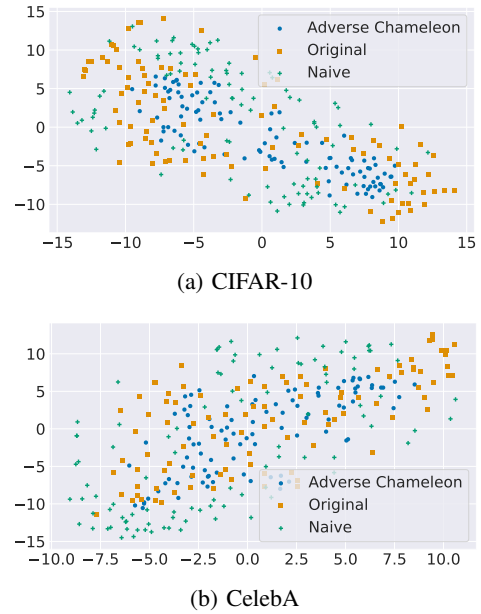 15
10
5
0
−5
−10
Adverse Chameleon
Original
Naive
−15 −10 −5 0 5 10 15
(a) CIFAR-10
10
5
0
−5
−10
−15
Adverse Chameleon
Original
Naive
−10.0 −7.5 −5.0 −2.5 0.0 2.5 5.0 7.5 10.0
(b) CelebA